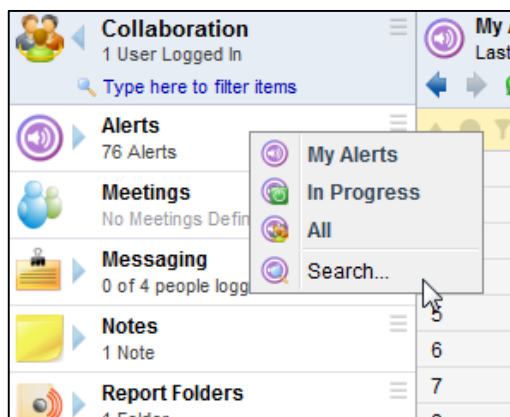 Collaboration
1 User Logged In
Type here to filter items
Alerts
76 Alerts
Meetings
No Meetings Defin
Messaging
0 of 4 people logg
Notes
1 Note
Report Folders
My Alerts
In Progress
All
Search...
My
Last
5
6
7